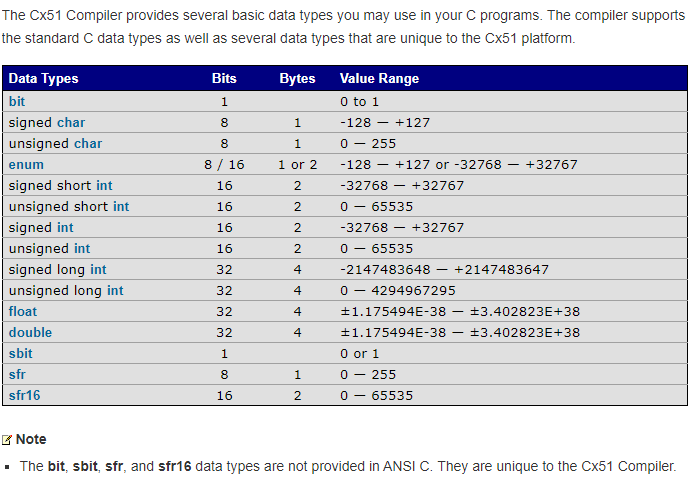 The Cx51 Compiler provides several basic data types you may use in your C programs. The compiler supports
the standard C data types as well as several data types that are unique to the Cx51 platform.
Data Types Bits Bytes Value Range
bit 1 0 to 1
signed char 8 1 -128 — +127
unsigned char 8 1 0 — 255
enum 8 / 16 1 or 2 -128 — +127 or -32768 — +32767
signed short int 16 2 -32768 — +32767
unsigned short int 16 2 0 — 65535
signed int 16 2 -32768 — +32767
unsigned int 16 2 0 — 65535
signed long int 32 4 -2147483648 — +2147483647
unsigned long int 32 4 0 — 4294967295
float 32 4 ±1.175494E-38 — ±3.402823E+38
double 32 4 ±1.175494E-38 — ±3.402823E+38
sbit 1 0 or 1
sfr 8 1 0 — 255
sfr16 16 2 0 — 65535
Note
▪ The bit, sbit, sfr, and sfr16 data types are not provided in ANSI C. They are unique to the Cx51 Compiler.